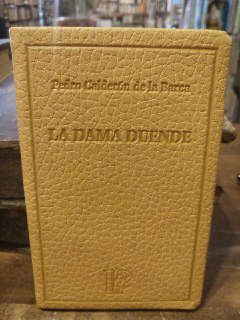 Pedro Calderón de la Barca
LA DAMA DUENDE